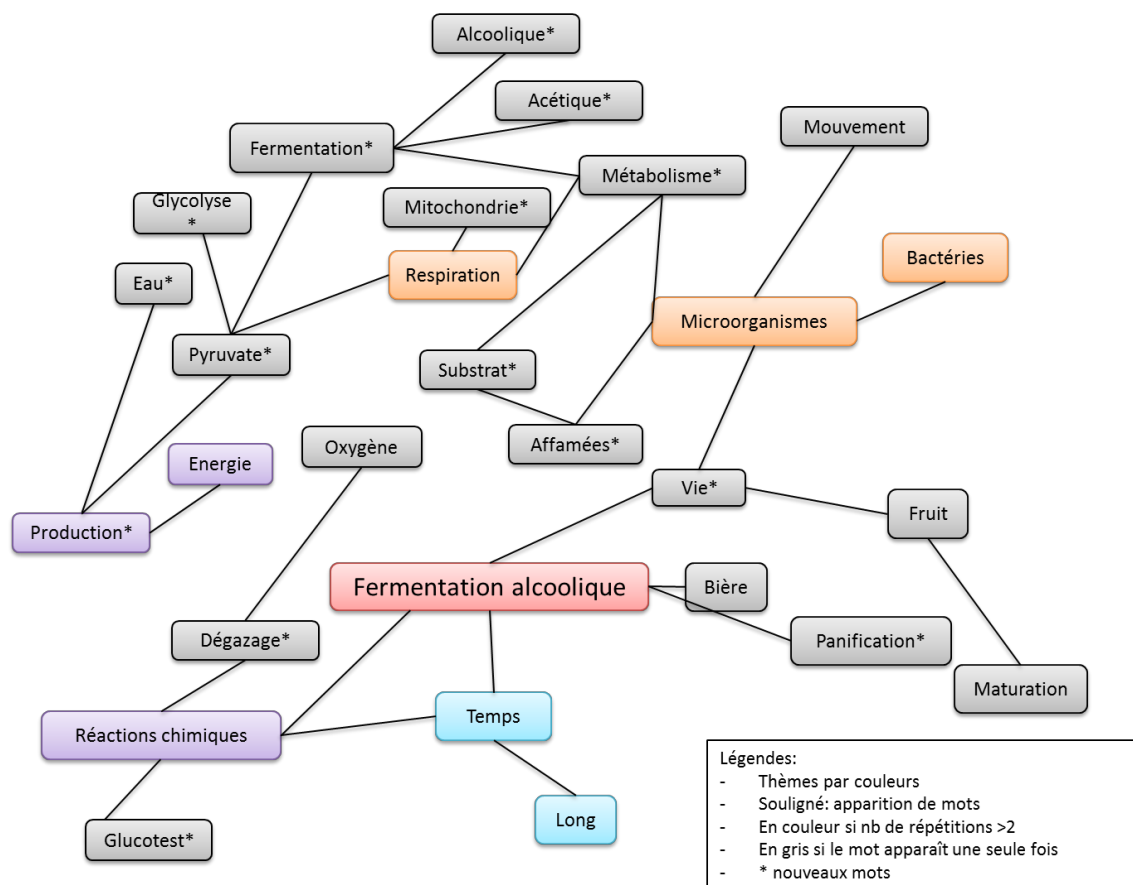 Alcoolique*
Acétique*
Mouvement
Fermentation*
Métabolisme*
Glycolyse
*
Mitochondrie*
Bactéries
Eau*
Respiration
Microorganismes
Pyruvate*
Substrat*
Oxygène
Affamées*
Energie
Vie*
Fruit
Production*
Fermentation alcoolique
Bière
Dégazage*
Panification*
Maturation
Réactions chimiques
Temps
Long
Glucotest*
Légendes:
- Thèmes par couleurs
- Souligné: apparition de mots
- En couleur si nb de répétitions >2
- En gris si le mot apparaît une seule fois
- * nouveaux mots